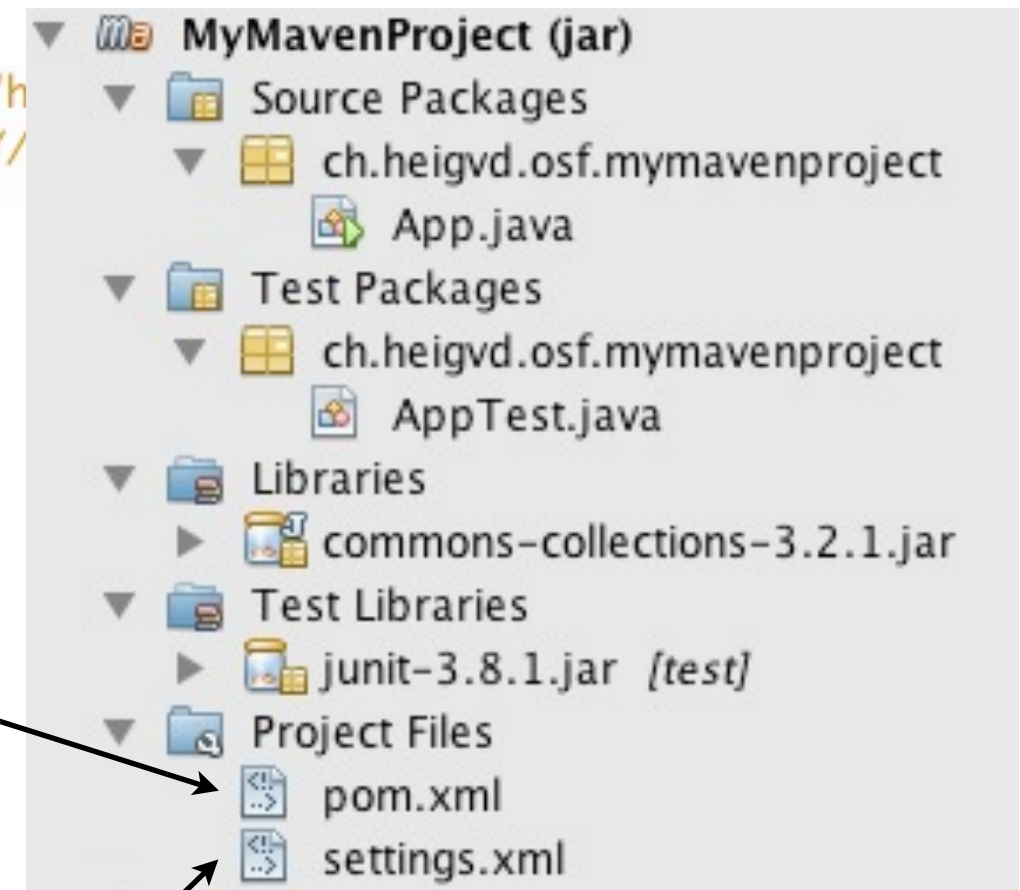 MyMavenProject (jar)
Source Packages
ch.heigvd.osf.mymavenproject
App.java
Test Packages
ch.heigvd.osf.mymavenproject
AppTest.java
Libraries
commons-collections-3.2.1.jar
Test Libraries
junit-3.8.1.jar [test]
Project Files
pom.xml
settings.xml